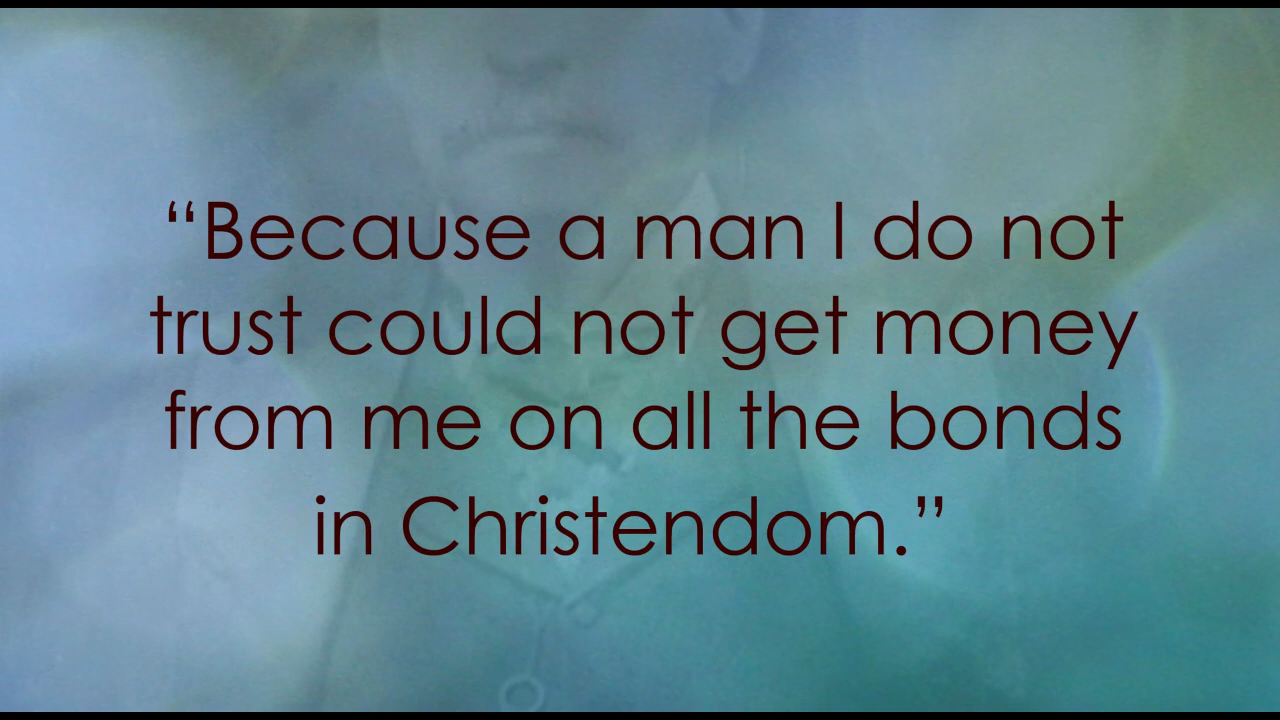 “Because a man I do not
trust could not get money
from me on all the bonds
in Christendom.”